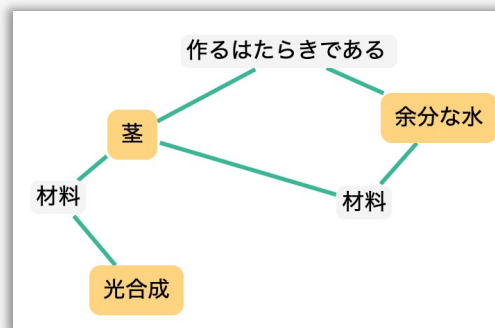 作るはたらきである
余分な水
茎
材料
材料
光合成